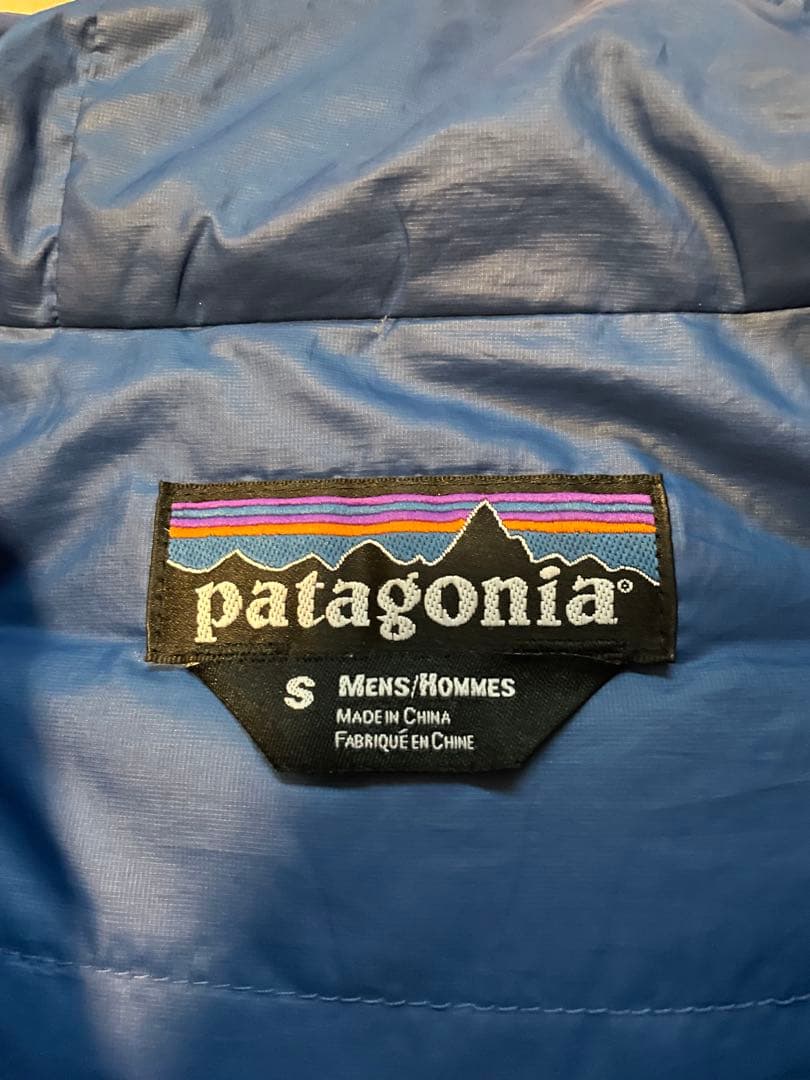 patagonia®
S MENS/HOMMES
MADE IN CHINA
FABRIQUÉ EN CHINE